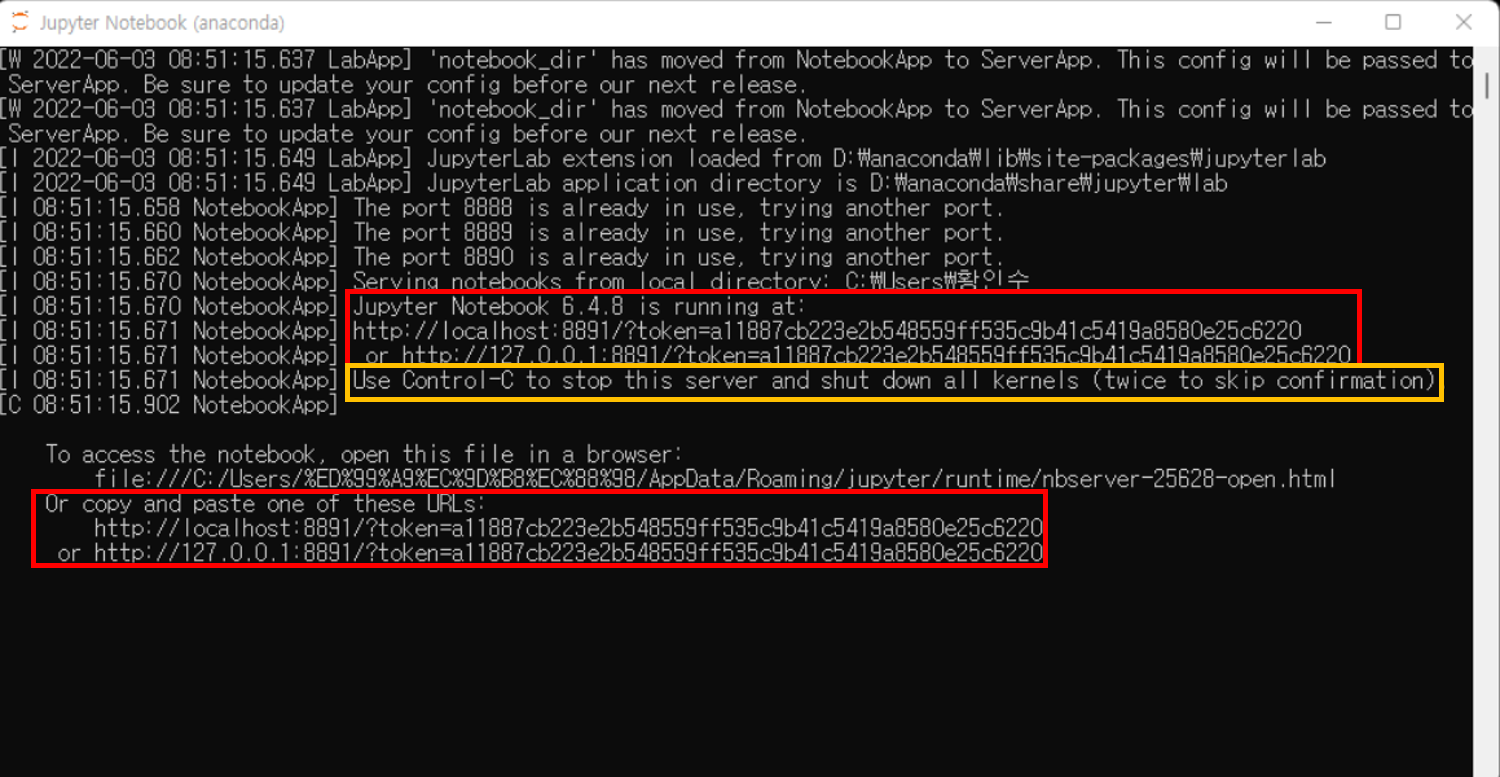 Jupyter Notebook (anaconda)
[W 2022-06-03 08:51:15.637 LabApp] 'notebook_dir' has moved from NotebookApp to ServerApp. This config will be passed to
ServerApp. Be sure to update your config before our next release.
[W 2022-06-03 08:51:15.637 LabApp] 'notebook_dir' has moved from NotebookApp to ServerApp. This config will be passed to
ServerApp. Be sure to update your config before our next release.
[I 2022-06-03 08:51:15.649 LabApp] JupyterLab extension loaded from D:₩anaconda₩lib₩site-packages₩jupyterlab
[I 2022-06-03 08:51:15.649 LabApp] JupyterLab application directory is D:₩anaconda₩share₩jupyter₩lab
[I 08:51:15.658 NotebookApp] The port 8888 is already in use, trying another port.
[I 08:51:15.660 NotebookApp] The port 8889 is already in use, trying another port.
[I 08:51:15.662 NotebookApp] The port 8890 is already in use, trying another port.
[I 08:51:15.670 NotebookApp] Serving notebooks from local directory: C:₩Users₩황인수
[I 08:51:15.670 NotebookApp] Jupyter Notebook 6.4.8 is running at:
[I 08:51:15.671 NotebookApp] http://localhost:8891/?token=a11887cb223e2b548559ff535c9b41c5419a8580e25c6220
[I 08:51:15.671 NotebookApp] or http://127.0.0.1:8891/?token=a11887cb223e2b548559ff535c9b41c5419a8580e25c6220
[I 08:51:15.671 NotebookApp] Use Control-C to stop this server and shut down all kernels (twice to skip confirmation)
[C 08:51:15.902 NotebookApp]
To access the notebook, open this file in a browser:
file:///C:/Users/%ED%99%A9%EC%9D%B8%EC%88%98/AppData/Roaming/jupyter/runtime/nbserver-25628-open.html
Or copy and paste one of these URLs:
http://localhost:8891/?token=a11887cb223e2b548559ff535c9b41c5419a8580e25c6220
or http://127.0.0.1:8891/?token=a11887cb223e2b548559ff535c9b41c5419a8580e25c6220